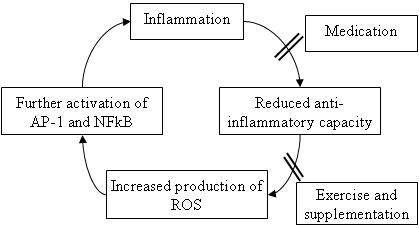 Inflammation
Medication
Further activation of
AP-1 and NFkB
Reduced anti-
inflammatory capacity
Increased production of
ROS
Exercise and
supplementation